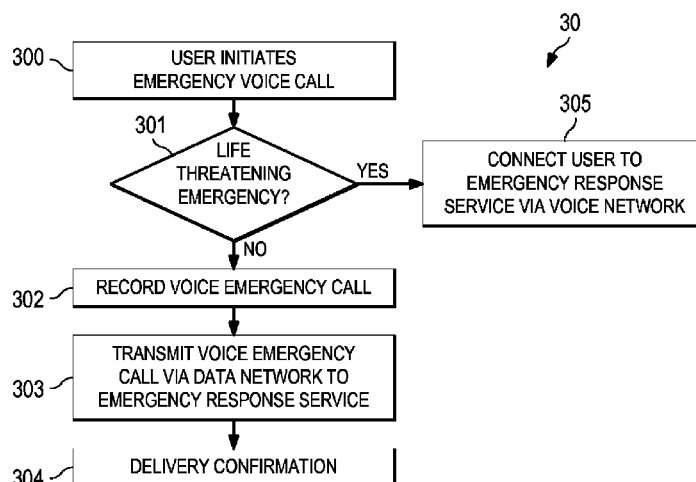 300
USER INITIATES
EMERGENCY VOICE CALL
30
301
LIFE
THREATENING
EMERGENCY?
YES
305
CONNECT USER TO
EMERGENCY RESPONSE
SERVICE VIA VOICE NETWORK
NO
302
RECORD VOICE EMERGENCY CALL
303
TRANSMIT VOICE EMERGENCY
CALL VIA DATA NETWORK TO
EMERGENCY RESPONSE SERVICE
304
DELIVERY CONFIRMATION